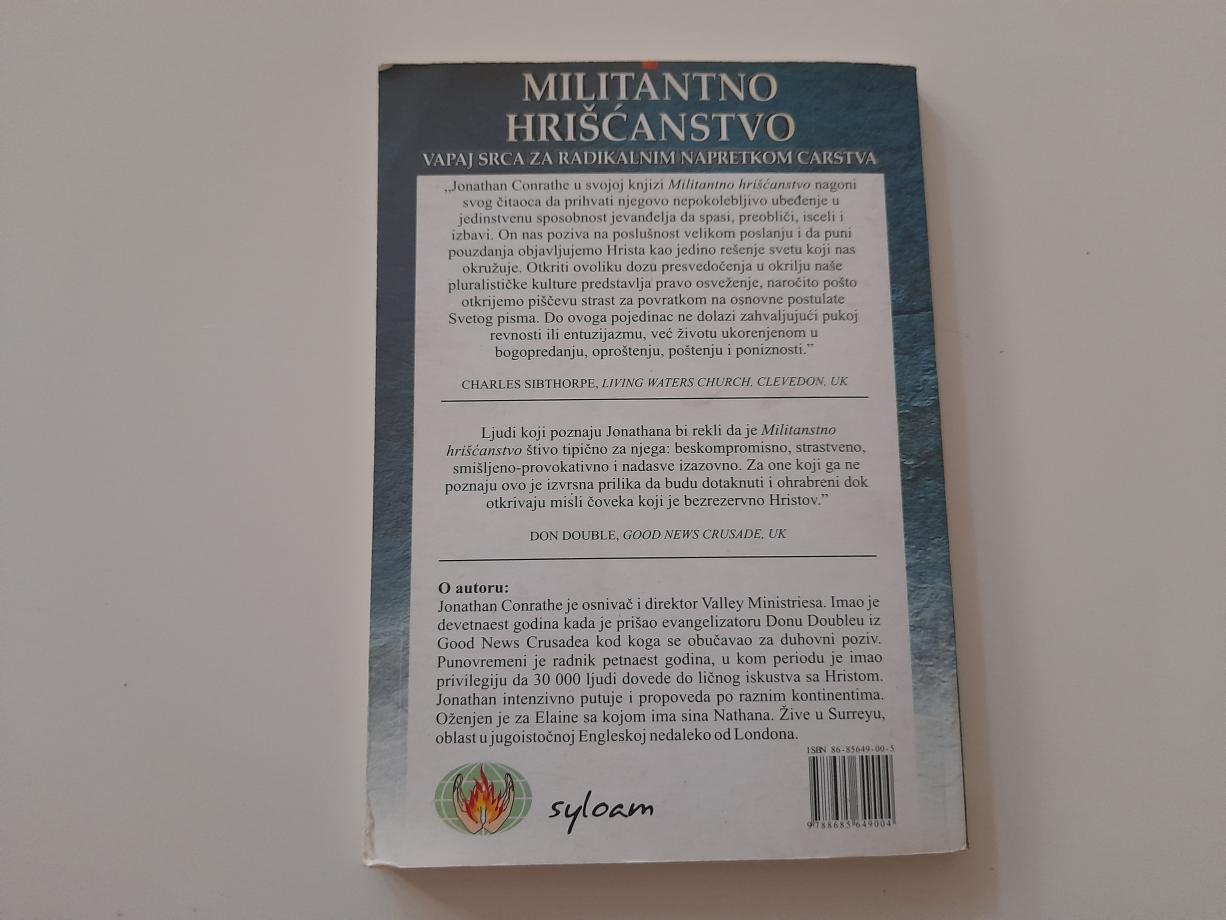 MILITANTNO
HRIŠĆANSTVO
VAPAJ SRCA ZA RADIKALNIM NAPRETKOM CARSTVA
„Jonathan Conrathe u svojoj knjizi Militantno hrišćanstvo nagoni
svog čitaoca da prihvati njegovo nepokolebljivo ubeđenje u
jedinstvenu sposobnost jevanđelja da spasi, preobliči, isceli i
izbavi. On nas poziva na poslušnost velikom poslanju i da puni
pouzdanja objavljujemo Hrista kao jedino rešenje svetu koji nas
okružuje. Otkriti ovoliku dozu presvedočenja u okrilju naše
pluralističke kulture predstavlja pravo osveženje, naročito pošto
otkrijemo piščevu strast za povratkom na osnovne postulate
Svetog pisma. Do ovoga pojedinac ne dolazi zahvaljujući pukoj
revnosti ili entuzijazmu, već životu ukorenjenom u
bogopredanju, oproštenju, poštenju i poniznosti.”
CHARLES SIBTHORPE, LIVING WATERS CHURCH, CLEVEDON, UK
Ljudi koji poznaju Jonathana bi rekli da je Militanstno
hrišćanstvo štivo tipično za njega: beskompromisno, strastveno,
smišljeno-provokativno i nadasve izazovno. Za one koji ga ne
poznaju ovo je izvrsna prilika da budu dotaknuti i ohrabreni dok
otkrivaju misli čoveka koji je bezrezervno Hristov.”
DON DOUBLE, GOOD NEWS CRUSADE, UK
O autoru:
Jonathan Conrathe je osnivač i direktor Valley Ministriesa. Imao je
devetnaest godina kada je prišao evangelizatoru Donu Doubleu iz
Good News Crusadea kod koga se obučavao za duhovni poziv.
Punovremeni je radnik petnaest godina, u kom periodu je imao
privilegiju da 30 000 ljudi dovede do ličnog iskustva sa Hristom.
Jonathan intenzivno putuje i propoveda po raznim kontinentima.
Oženjen je za Elaine sa kojom ima sina Nathana. Žive u Surreyu,
oblast u jugoistočnoj Engleskoj nedaleko od Londona.
ISBN 86-85649-00-5
syloam
9788685649004